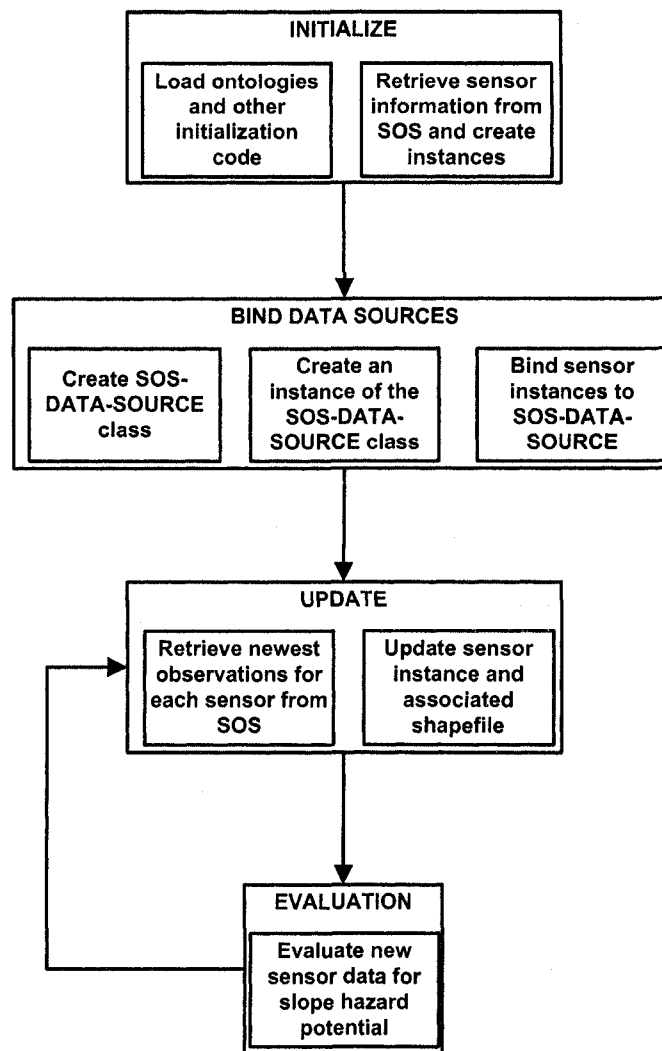 INITIALIZE
Load ontologies
and other
initialization
code
Retrieve sensor
information from
SOS and create
instances
BIND DATA SOURCES
Create SOS-
DATA-SOURCE
class
Create an
instance of the
SOS-DATA-
SOURCE class
Bind sensor
instances to
SOS-DATA-
SOURCE
UPDATE
Retrieve newest
observations for
each sensor from
SOS
Update sensor
instance and
associated
shapefile
EVALUATION
Evaluate new
sensor data for
slope hazard
potential